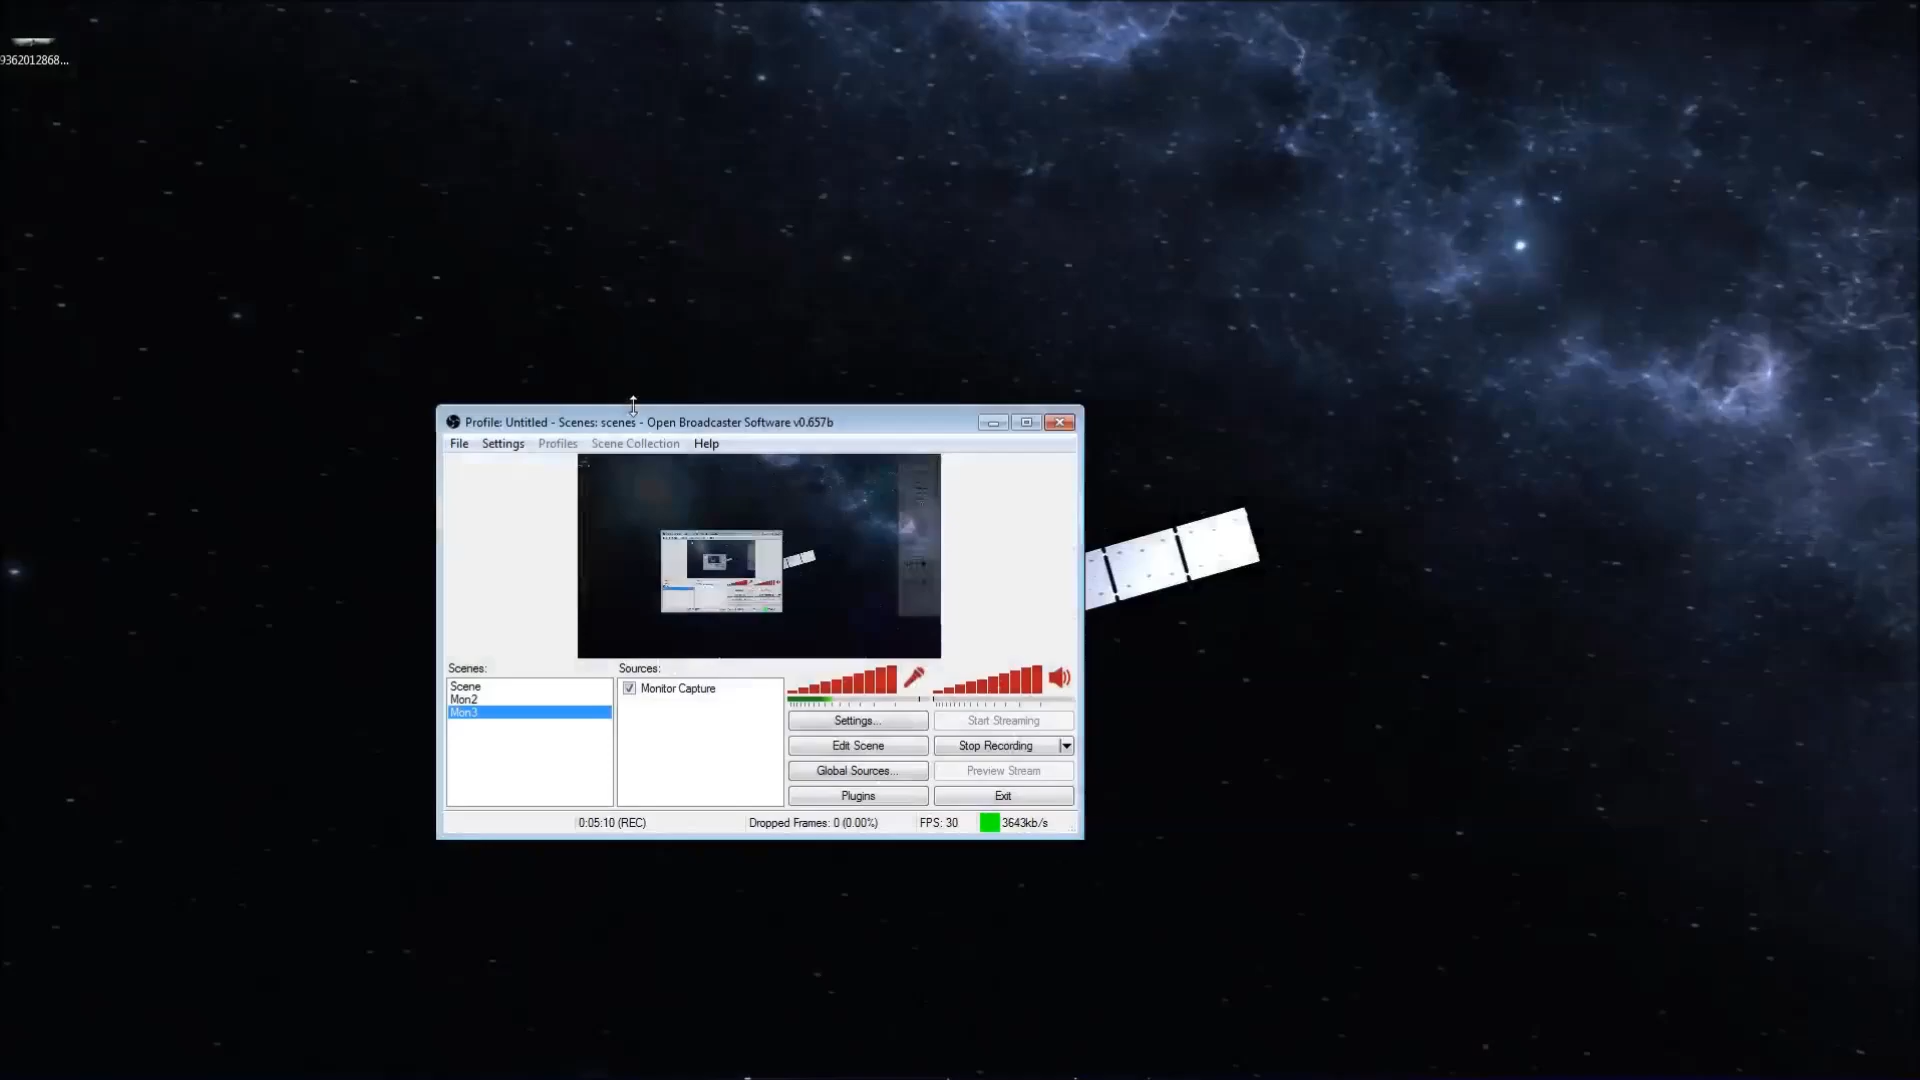 9362012868...
Profile: Untitled - Scenes: scenes - Open Broadcaster Software v0.657b
File Settings Profiles Scene Collection Help
Scenes:
Sources:
Scene
Mon2
Mon3
Monitor Capture
Settings...
Start Streaming
Edit Scene
Stop Recording
Global Sources...
Preview Stream
Plugins
Exit
0:05:10 (REC)
Dropped Frames: 0 (0.00%)
FPS: 30
3643kb/s